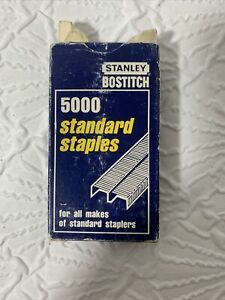 STANLEY
BOSTITCH
5000
standard
staples
for all makes
of standard staplers